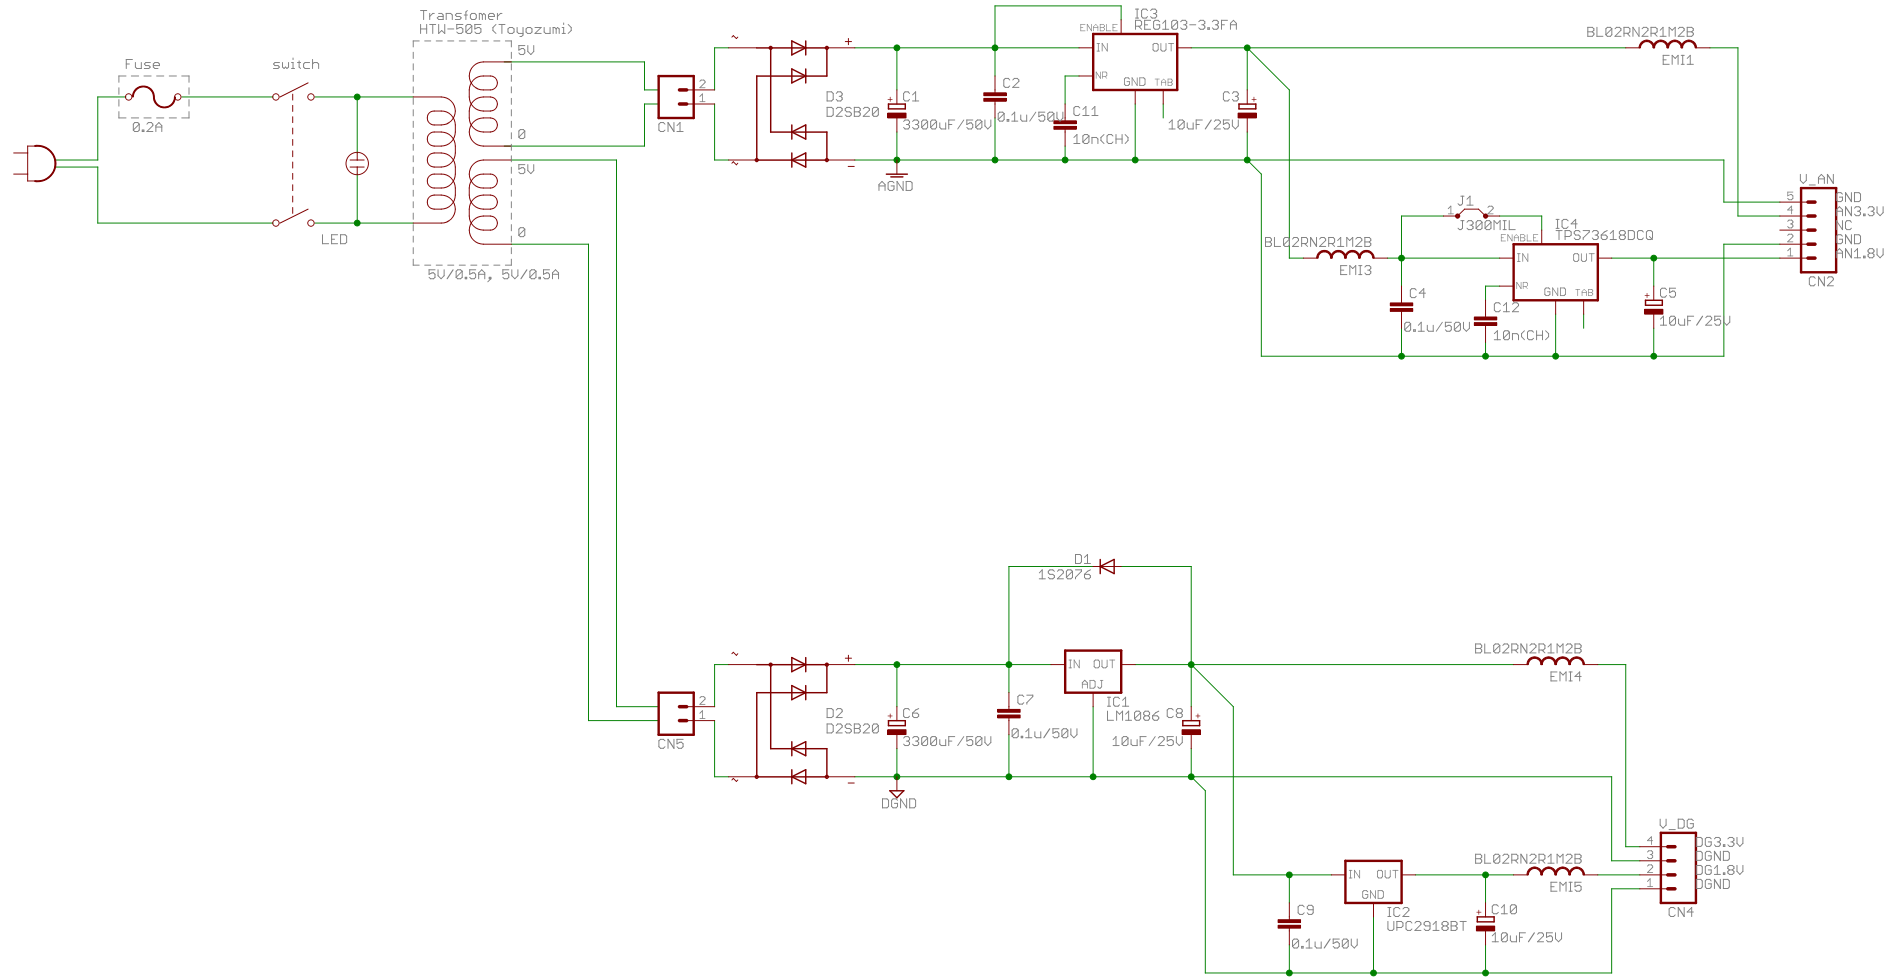 Transfomer
HTW-505 (Toyozumi)
5V
0
5V
0
5V/0.5A, 5V/0.5A
Fuse
0.2A
switch
LED
2
1
CN1
~
+
~
-
D3
D2SB20
+
C1
3300uF/50V
AGND
C2
0.1u/50V
C11
10n(CH)
IC3
REG103-3.3FA
ENABLE
IN
OUT
NR
GND
TAB
C3
+
10uF/25V
BL02RN2R1M2B
EMI1
BL02RN2R1M2B
EMI3
J1
1
2
J300MIL
IC4
TPS73618DCQ
ENABLE
IN
OUT
NR
GND
TAB
C4
0.1u/50V
C12
10n(CH)
+
C5
10uF/25V
V_AN
5
GND
4
AN3.3V
3
NC
2
GND
1
AN1.8V
CN2
D1
1S2076
2
1
CN5
~
+
~
-
D2
D2SB20
+
C6
3300uF/50V
DGND
C7
0.1u/50V
IN
OUT
ADJ
IC1
LM1086
C8
+
10uF/25V
BL02RN2R1M2B
EMI4
C9
0.1u/50V
IN
OUT
GND
IC2
UPC2918BT
BL02RN2R1M2B
EMI5
+
C10
10uF/25V
V_DG
4
DG3.3V
3
DGND
2
DG1.8V
1
DGND
CN4